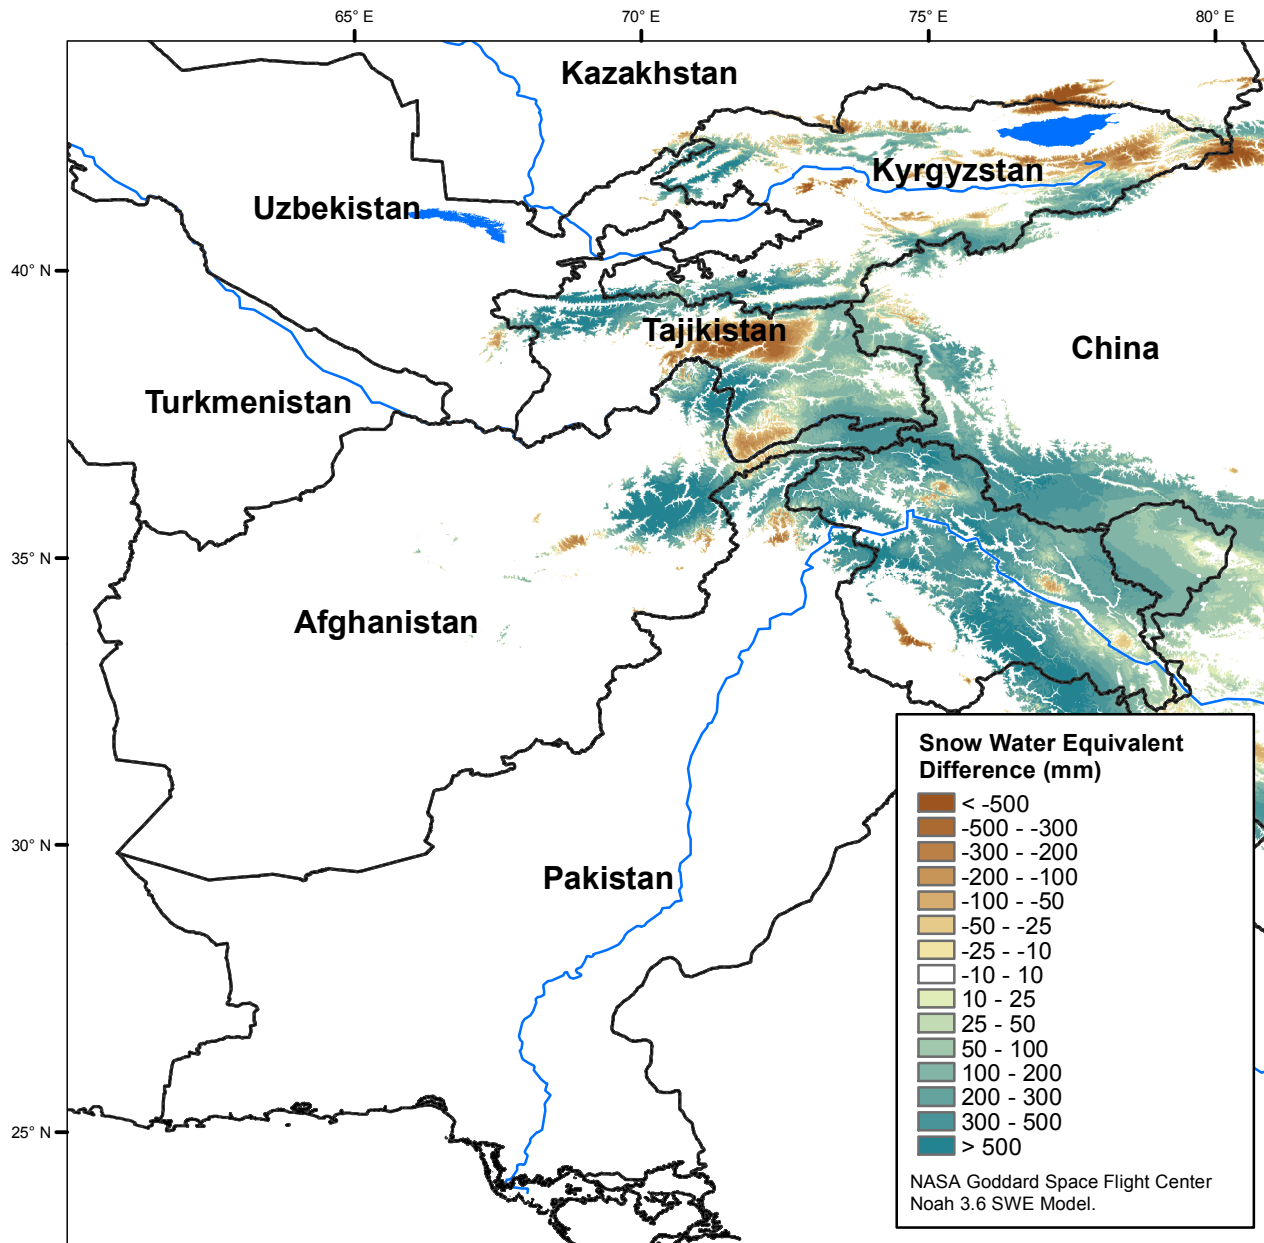 65° E
70° E
75° E
80° E
Kazakhstan
Kyrgyzstan
Uzbekistan
40° N
Tajikistan
China
Turkmenistan
35° N
Afghanistan
Snow Water Equivalent
Difference (mm)
< -500
-500 - -300
-300 - -200
-200 - -100
-100 - -50
-50 - -25
-25 - -10
-10 - 10
10 - 25
25 - 50
50 - 100
100 - 200
200 - 300
300 - 500
> 500
NASA Goddard Space Flight Center
Noah 3.6 SWE Model.
30° N
Pakistan
25° N